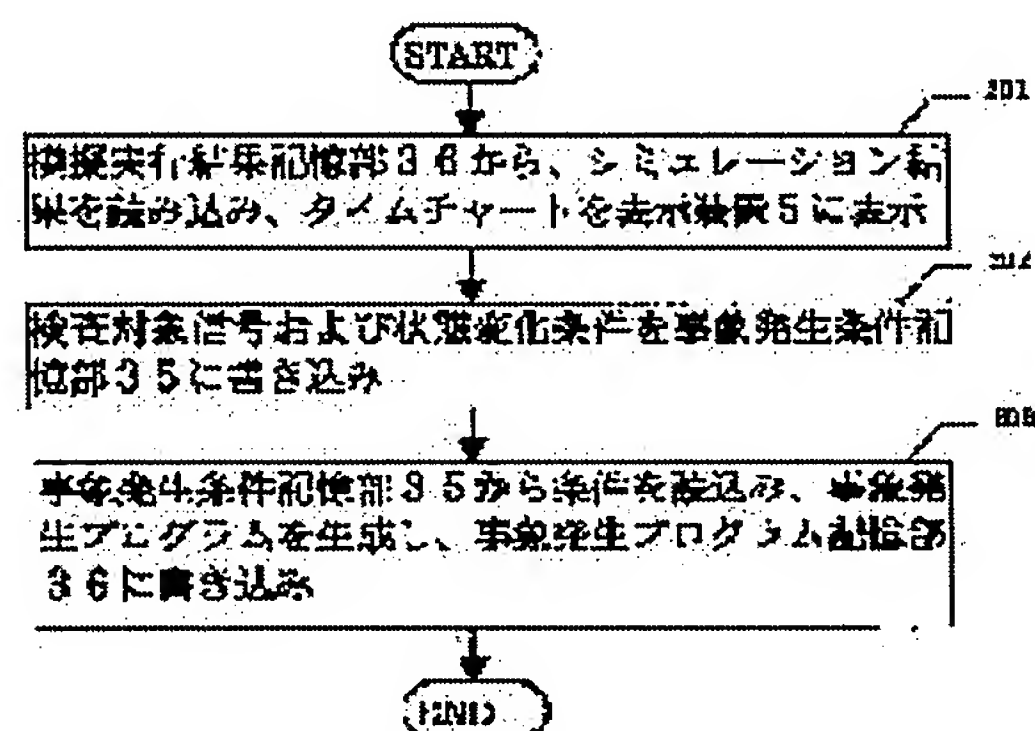 START
201
模擬実行結果記憶部36から、シミュレーション結
果を読み込み、タイムチャートを表示装置5に表示
202
検査対象信号および状態変化条件を事象発生条件記
憶部35に書き込み
事象発生条件記憶部35から条件を読込み、事象発
生プログラムを生成し、事象発生プログラム記憶部
36に書き込み
END